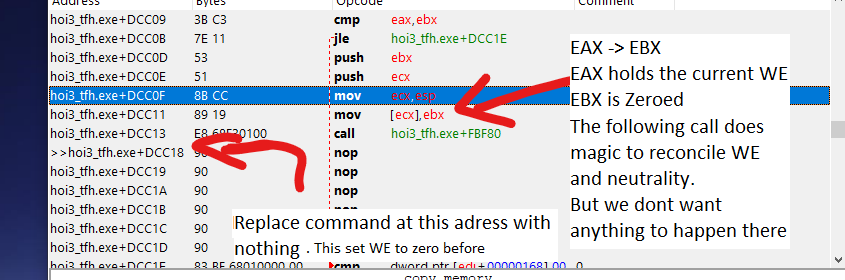 Address Bytes Opcode Comment
hoi3_tfh.exe+DCC09 3B C3 cmp eax,ebx
hoi3_tfh.exe+DCC0B 7E 11 jle hoi3_tfh.exe+DCC1E
hoi3_tfh.exe+DCC0D 53 push ebx
hoi3_tfh.exe+DCC0E 51 push ecx
hoi3_tfh.exe+DCC0F 8B CC mov ecx,esp
hoi3_tfh.exe+DCC11 89 19 mov [ecx],ebx
hoi3_tfh.exe+DCC13 E8 call hoi3_tfh.exe+FBF80
>>hoi3_tfh.exe+DCC18 90 nop
hoi3_tfh.exe+DCC19 90 nop
hoi3_tfh.exe+DCC1A 90 nop
hoi3_tfh.exe+DCC1B 90 nop
hoi3_tfh.exe+DCC1C 90
hoi3_tfh.exe+DCC1D 90
hoi3_tfh.exe+DCC1E 83 BE 68010000 00 cmp dword ptr 00000168],00 0
copy memory
EAX -> EBX
EAX holds the current WE
EBX is Zeroed
The following call does
magic to reconcile WE
and neutrality.
But we dont want
anything to happen there
Replace command at this adress with
nothing . This set WE to zero before